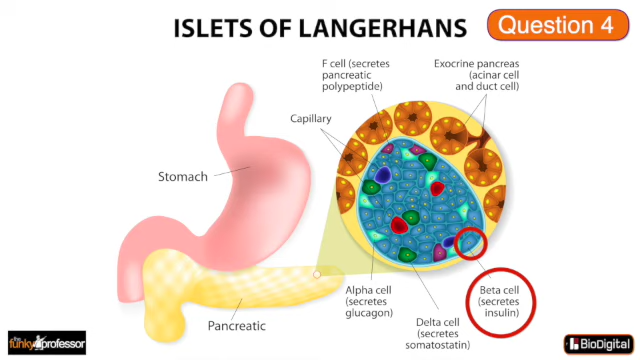 ISLETS OF LANGERHANS
Question 4
F cell (secretes
pancreatic
polypeptide)
Exocrine pancreas
(acinar cell
and duct cell)
Capillary
Stomach
Alpha cell
(secretes
glucagon)
Beta cell
(secretes
insulin)
Delta cell
(secretes
somatostatin)
Pancreatic
funky
professor
BioDigital